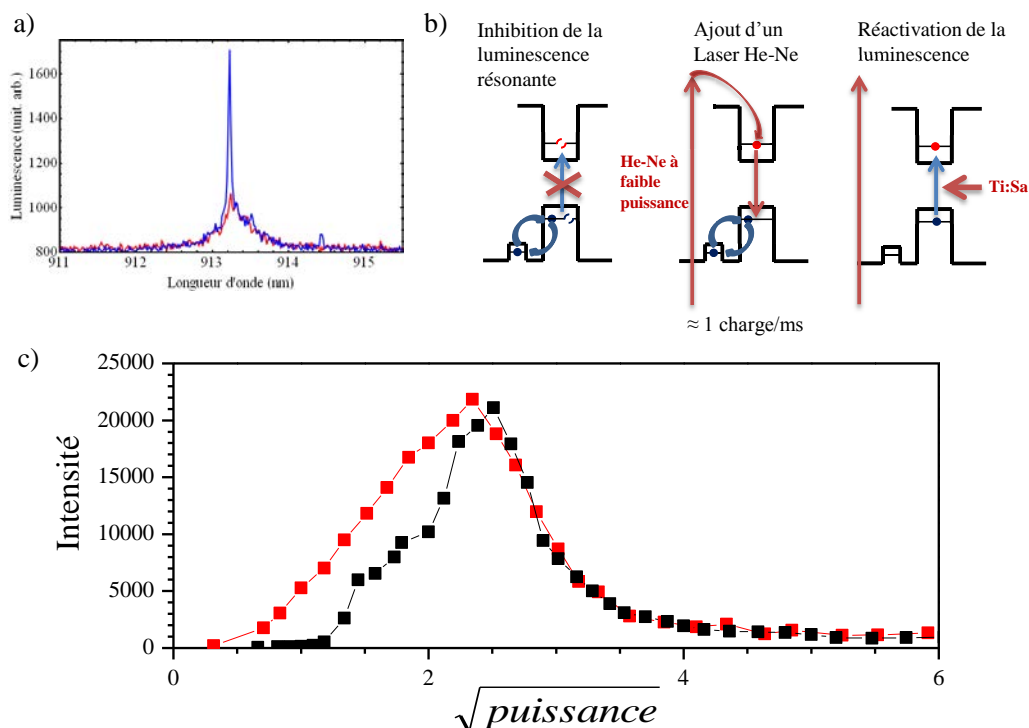 a)
Luminescence (unit. arb.)
1600
1400
1200
1000
800
911
912
913
914
915
Longueur d'onde (nm)
b)
Inhibition de la
luminescence
résonante
Ajout d'un
Laser He-Ne
Réactivation de la
luminescence
He-Ne à
faible
puissance
Ti:Sa
≈ 1 charge/ms
c)
Intensité
25000
20000
15000
10000
5000
0
0
2
4
6
√puissance